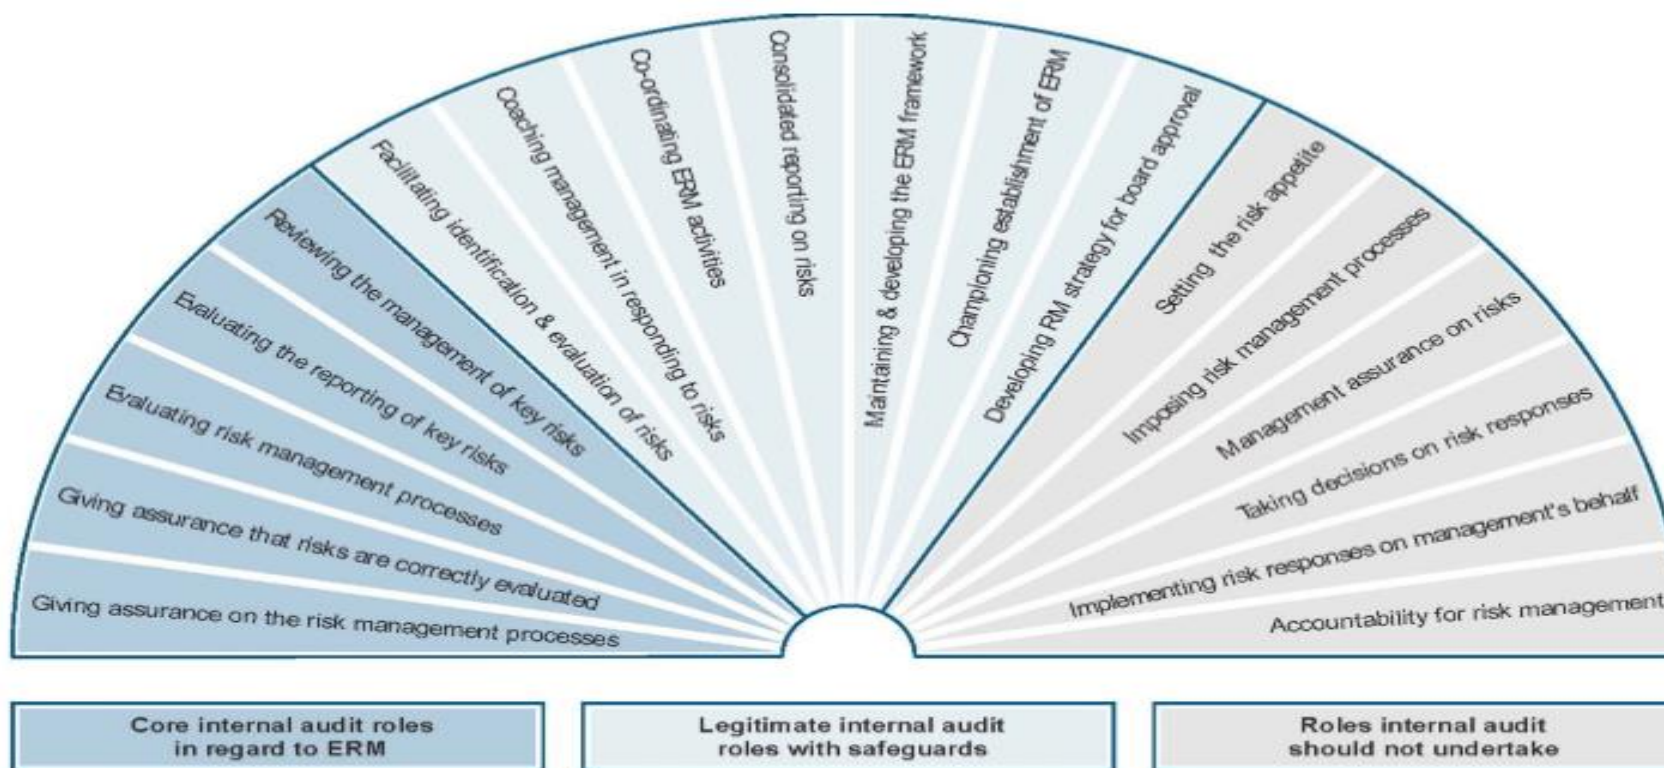 Giving assurance on the risk management processes
Giving assurance that risks are correctly evaluated
Evaluating risk management processes
Evaluating the reporting of key risks
Reviewing the management of key risks
Facilitating identification & evaluation of risks
Coaching management in responding to risks
Co-ordinating ERM activities
Consolidated reporting on risks
Maintaining & developing the ERM framework
Championing establishment of ERM
Developing RM strategy for board approval
Setting the risk appetite
Imposing risk management processes
Management assurance on risks
Taking decisions on risk responses
Implementing risk responses on management's behalf
Accountability for risk management
Core internal audit roles
in regard to ERM
Legitimate internal audit
roles with safeguards
Roles internal audit
should not undertake